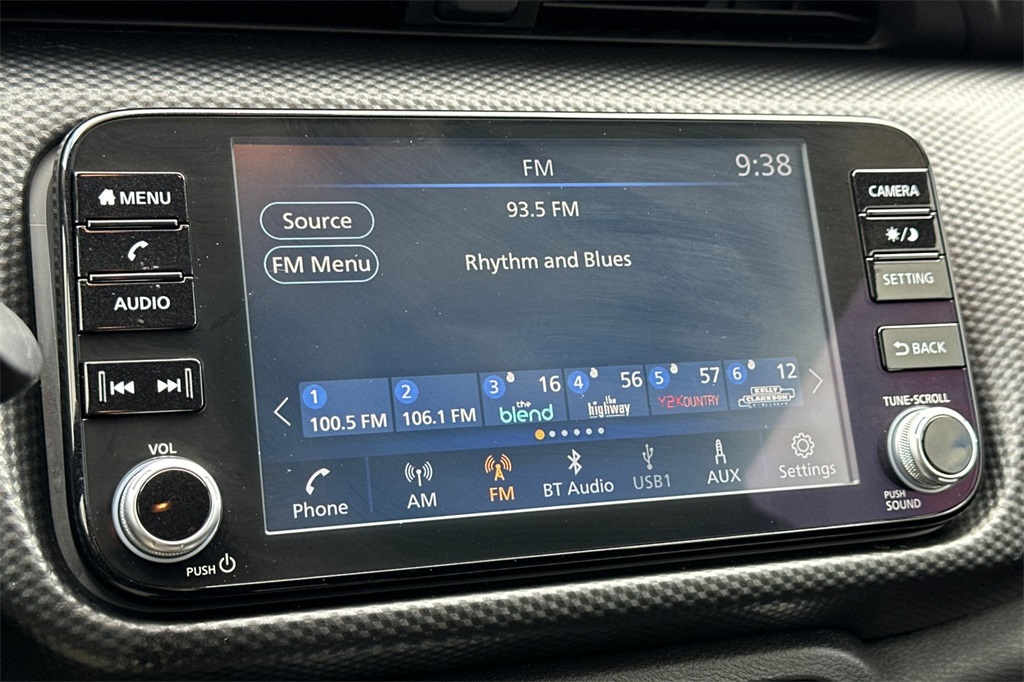 FM
9:38
Source
93.5 FM
FM Menu
Rhythm and Blues
1
100.5 FM
2
106.1 FM
3 16
the
blend
4 56
the
highway
5 57
Y2KOUNTRY
6 12
KELLY
CLARKSON
Phone
AM
FM
BT Audio
USB1
AUX
Settings
MENU
AUDIO
VOL
PUSH
CAMERA
SETTING
BACK
TUNE-SCROLL
PUSH
SOUND